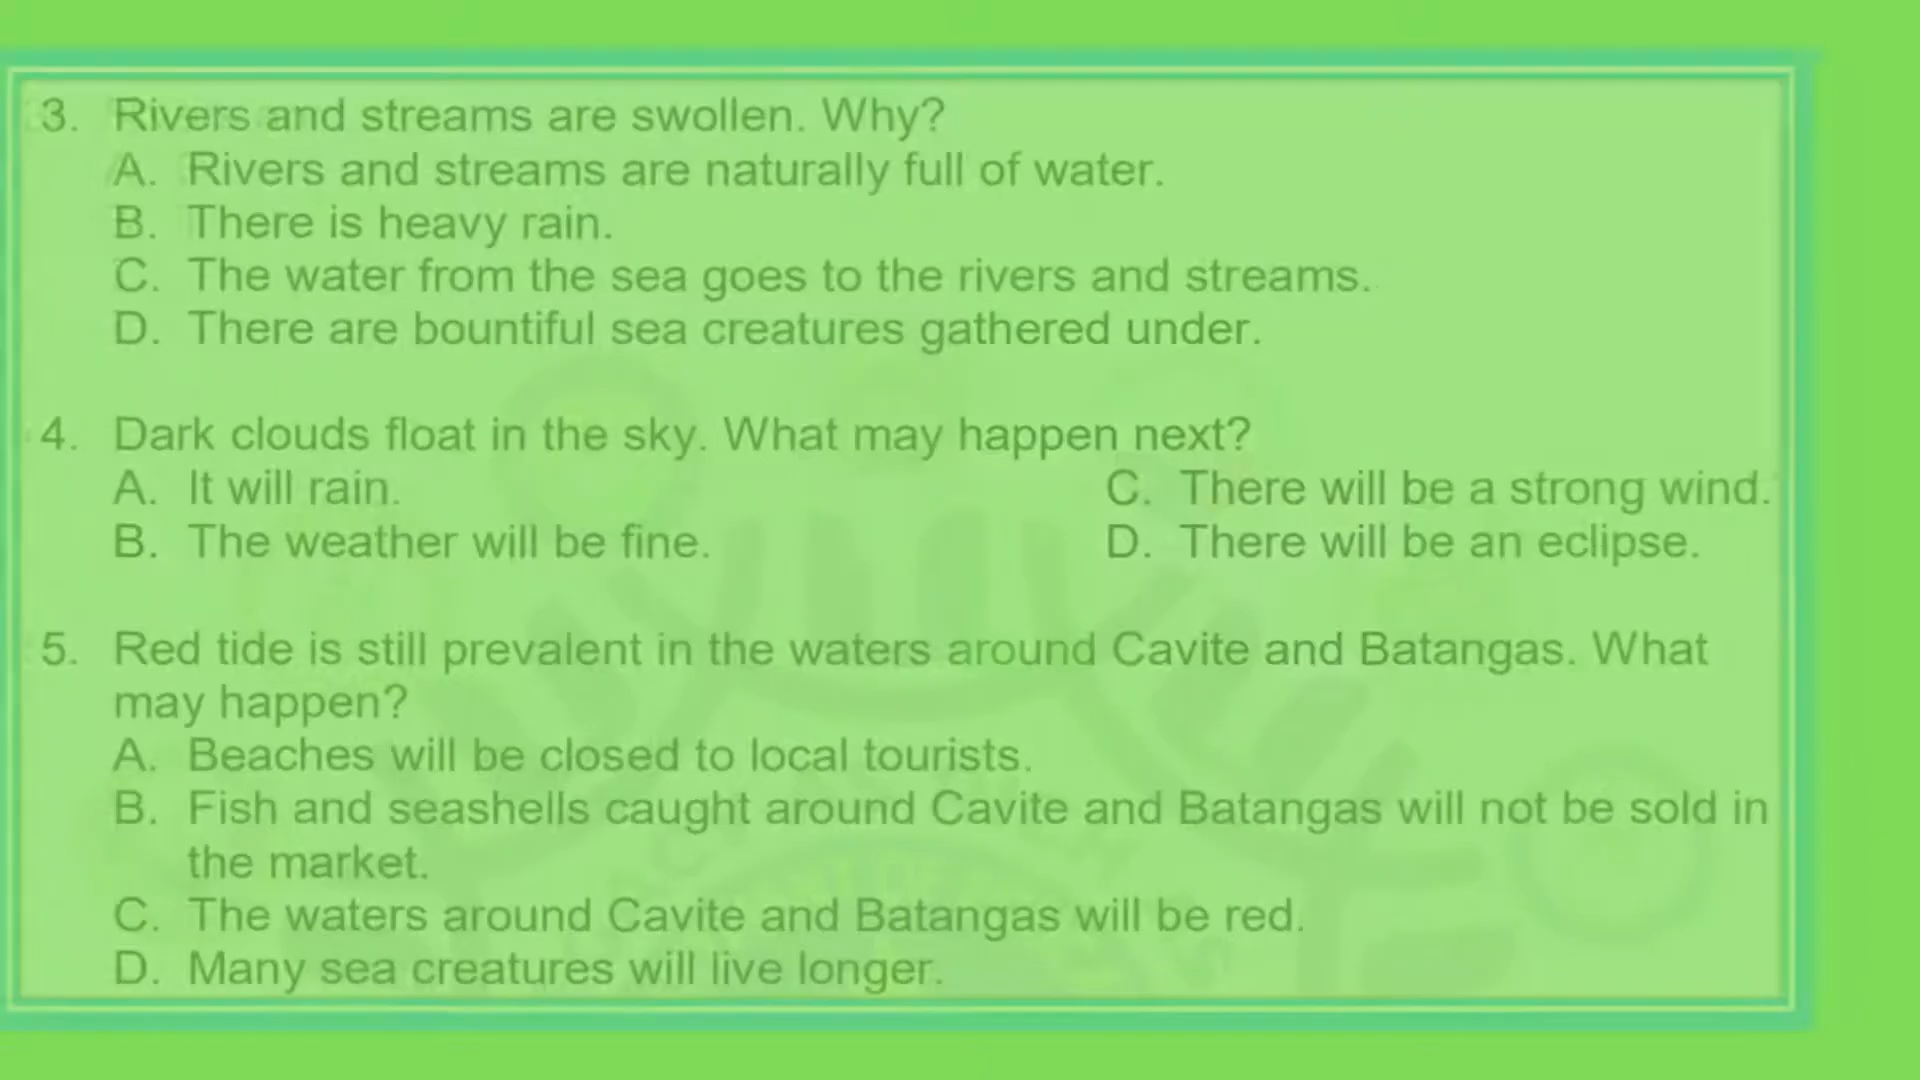 3. Rivers and streams are swollen. Why?
A. Rivers and streams are naturally full of water.
B. There is heavy rain.
C. The water from the sea goes to the rivers and streams.
D. There are bountiful sea creatures gathered under.
4. Dark clouds float in the sky. What may happen next?
A. It will rain. C. There will be a strong wind.
B. The weather will be fine. D. There will be an eclipse.
5. Red tide is still prevalent in the waters around Cavite and Batangas. What
may happen?
A. Beaches will be closed to local tourists.
B. Fish and seashells caught around Cavite and Batangas will not be sold in
the market.
C. The waters around Cavite and Batangas will be red.
D. Many sea creatures will live longer.